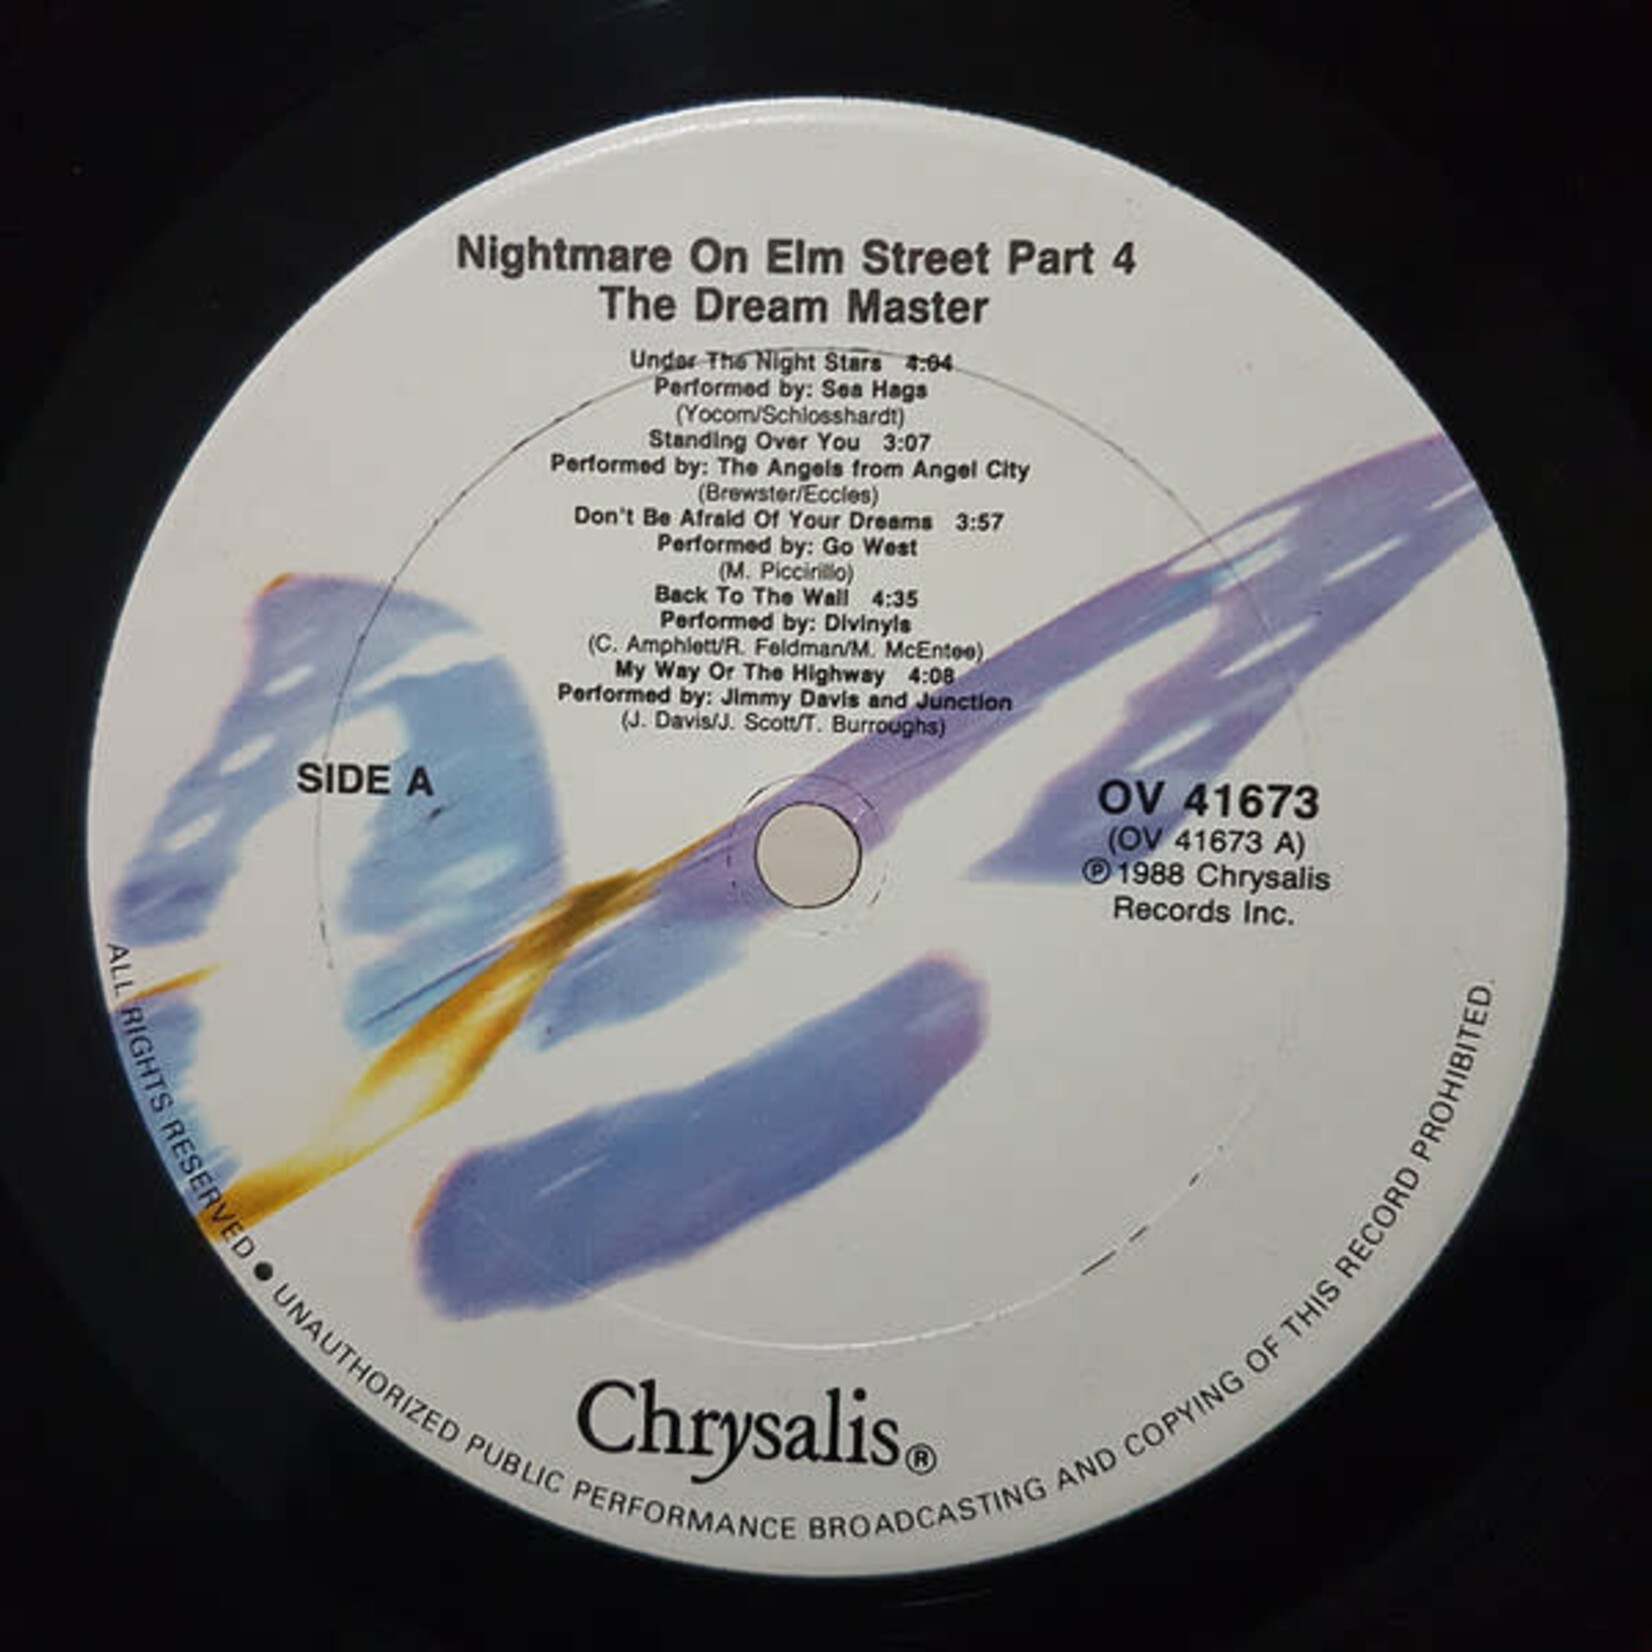 Nightmare On Elm Street Part 4
The Dream Master
Under The Night Stars 4:04
Performed by: Sea Hags
(Yocom/Schlosshardt)
Standing Over You 3:07
Performed by: The Angels from Angel City
(Brewster/Eccles)
Don't Be Afraid Of Your Dreams 3:57
Performed by: Go West
(M. Piccirillo)
Back To The Wall 4:35
Performed by: Divinyls
(C. Amphlett/R. Feldman/M. McEntee)
My Way Or The Highway 4:08
Performed by: Jimmy Davis and Junction
(J. Davis/J. Scott/T. Burroughs)
SIDE A
OV 41673
(OV 41673 A)
℗ 1988 Chrysalis
Records Inc.
Chrysalis®
ALL RIGHTS RESERVED ● UNAUTHORIZED PUBLIC PERFORMANCE BROADCASTING AND COPYING OF THIS RECORD PROHIBITED.